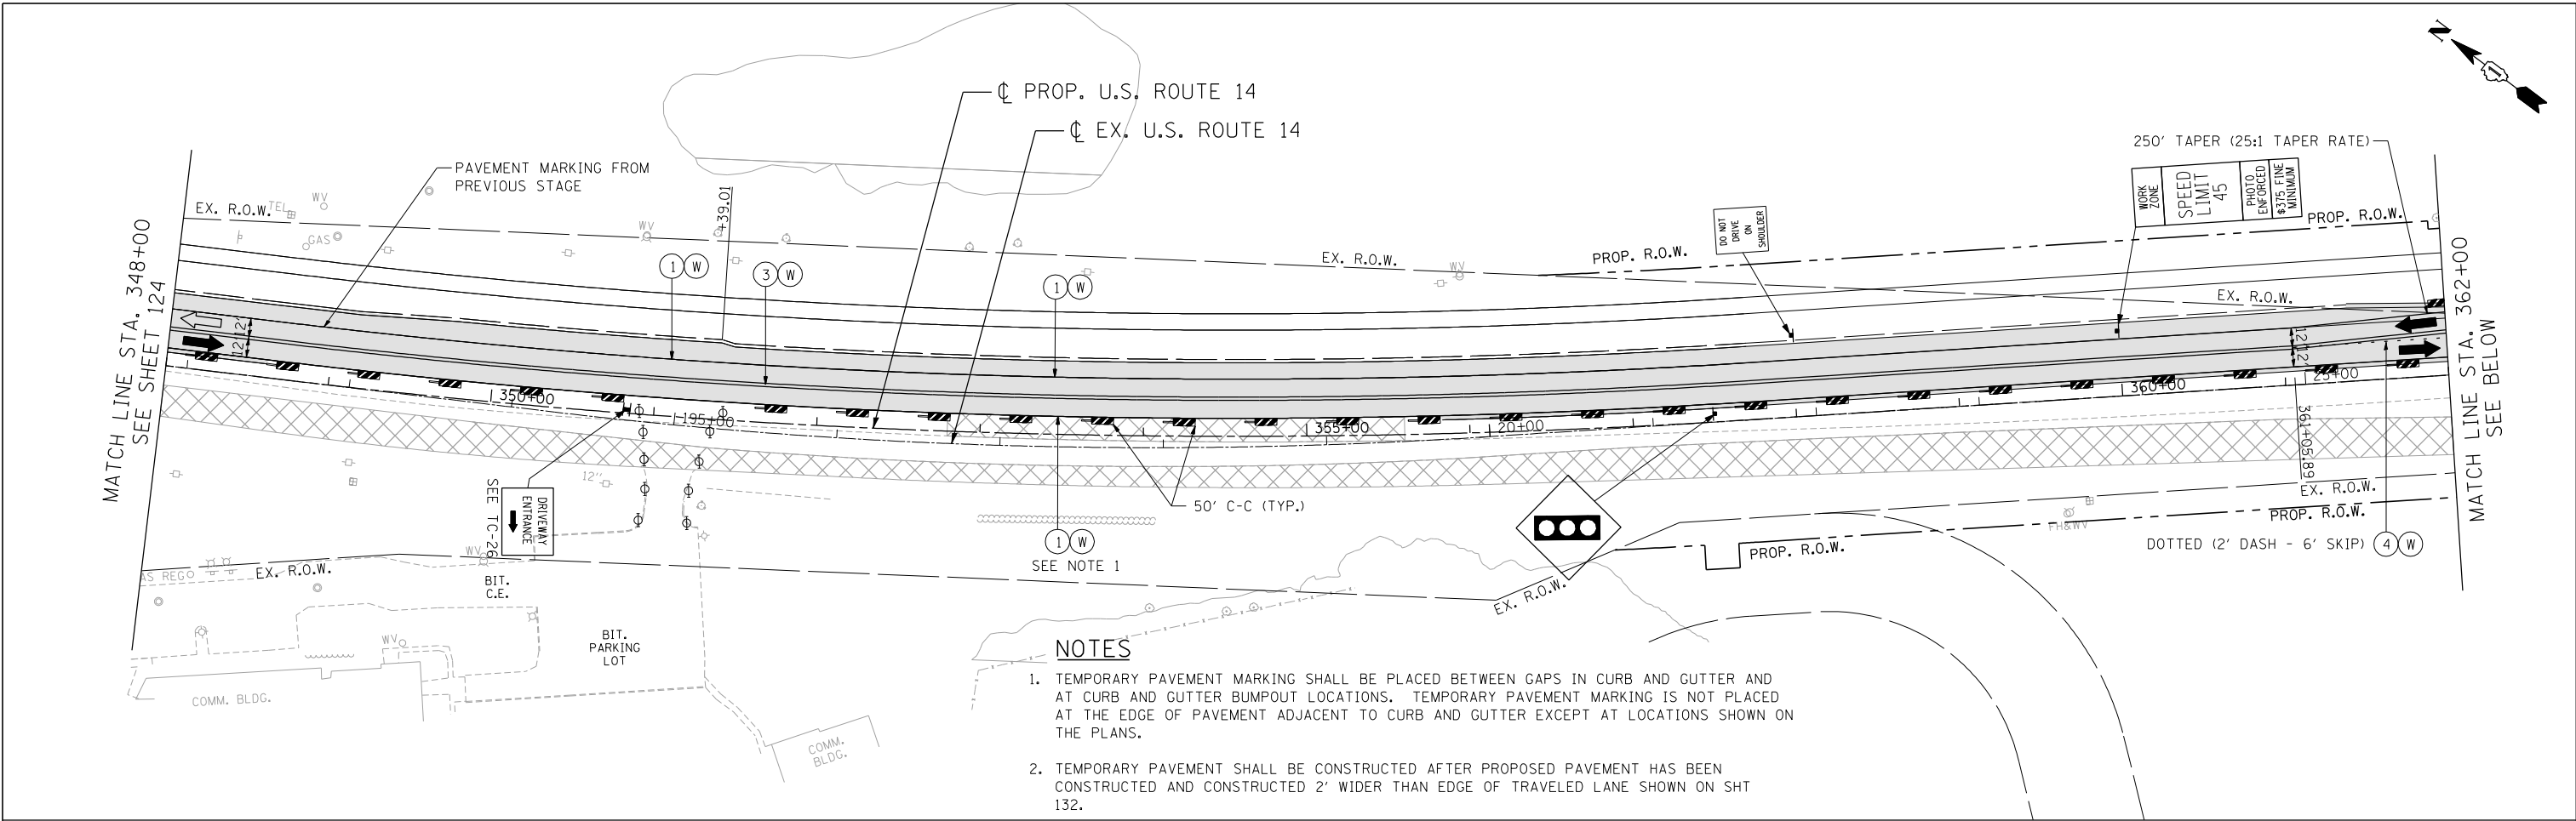 N
1
℄ PROP. U.S. ROUTE 14
℄ EX. U.S. ROUTE 14
250' TAPER (25:1 TAPER RATE)
PAVEMENT MARKING FROM
PREVIOUS STAGE
WORK
ZONE
SPEED
LIMIT
45
PHOTO
ENFORCED
$375 FINE
MINIMUM
MATCH LINE STA. 348+00
SEE SHEET 124
EX. R.O.W.
TEL
WV
GAS
WV
+39.01
1 W
3 W
1 W
EX. R.O.W.
WV
PROP. R.O.W.
DO NOT
DRIVE
ON
SHOULDER
PROP. R.O.W.
EX. R.O.W.
MATCH LINE STA. 362+00
SEE BELOW
12'
12'
12'
12'
350+00
195+00
355+00
20+00
360+00
25+00
361+05.89
12"
SEE TC-26
DRIVEWAY
ENTRANCE
50' C-C (TYP.)
1 W
SEE NOTE 1
EX. R.O.W.
PROP. R.O.W.
FH&WV
DOTTED (2' DASH - 6' SKIP) 4 W
PROP. R.O.W.
EX. R.O.W.
AS REG
EX. R.O.W.
WV
BIT.
C.E.
BIT.
PARKING
LOT
WV
COMM. BLDG.
COMM.
BLDG.
NOTES
1. TEMPORARY PAVEMENT MARKING SHALL BE PLACED BETWEEN GAPS IN CURB AND GUTTER AND
AT CURB AND GUTTER BUMPOUT LOCATIONS. TEMPORARY PAVEMENT MARKING IS NOT PLACED
AT THE EDGE OF PAVEMENT ADJACENT TO CURB AND GUTTER EXCEPT AT LOCATIONS SHOWN ON
THE PLANS.
2. TEMPORARY PAVEMENT SHALL BE CONSTRUCTED AFTER PROPOSED PAVEMENT HAS BEEN
CONSTRUCTED AND CONSTRUCTED 2' WIDER THAN EDGE OF TRAVELED LANE SHOWN ON SHT
132.